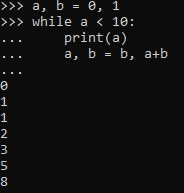 >>> a, b = 0, 1
>>> while a < 10:
...     print(a)
...     a, b = b, a+b
...
0
1
1
2
3
5
8